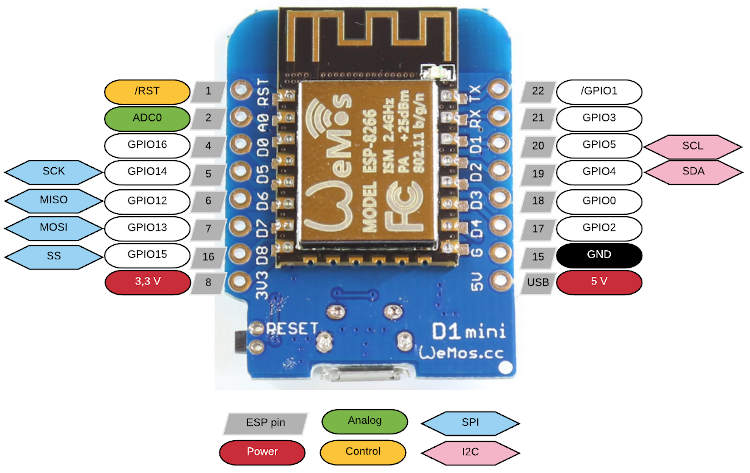 /RST 1 RST TX 22 /GPIO1
ADC0 2 A0 RX 21 GPIO3
GPIO16 4 D0 D1 20 GPIO5 SCL
SCK GPIO14 5 D5 D2 19 GPIO4 SDA
MISO GPIO12 6 D6 D3 18 GPIO0
MOSI GPIO13 7 D7 D4 17 GPIO2
SS GPIO15 16 D8 G 15 GND
3,3 V 8 3V3 5V USB 5 V
WeMos
MODEL ESP-8266
ISM 2.4GHz
PA +25dBm
802.11 b/g/n
FC
RESET
D1 mini
WeMos.cc
ESP pin Analog SPI
Power Control I2C